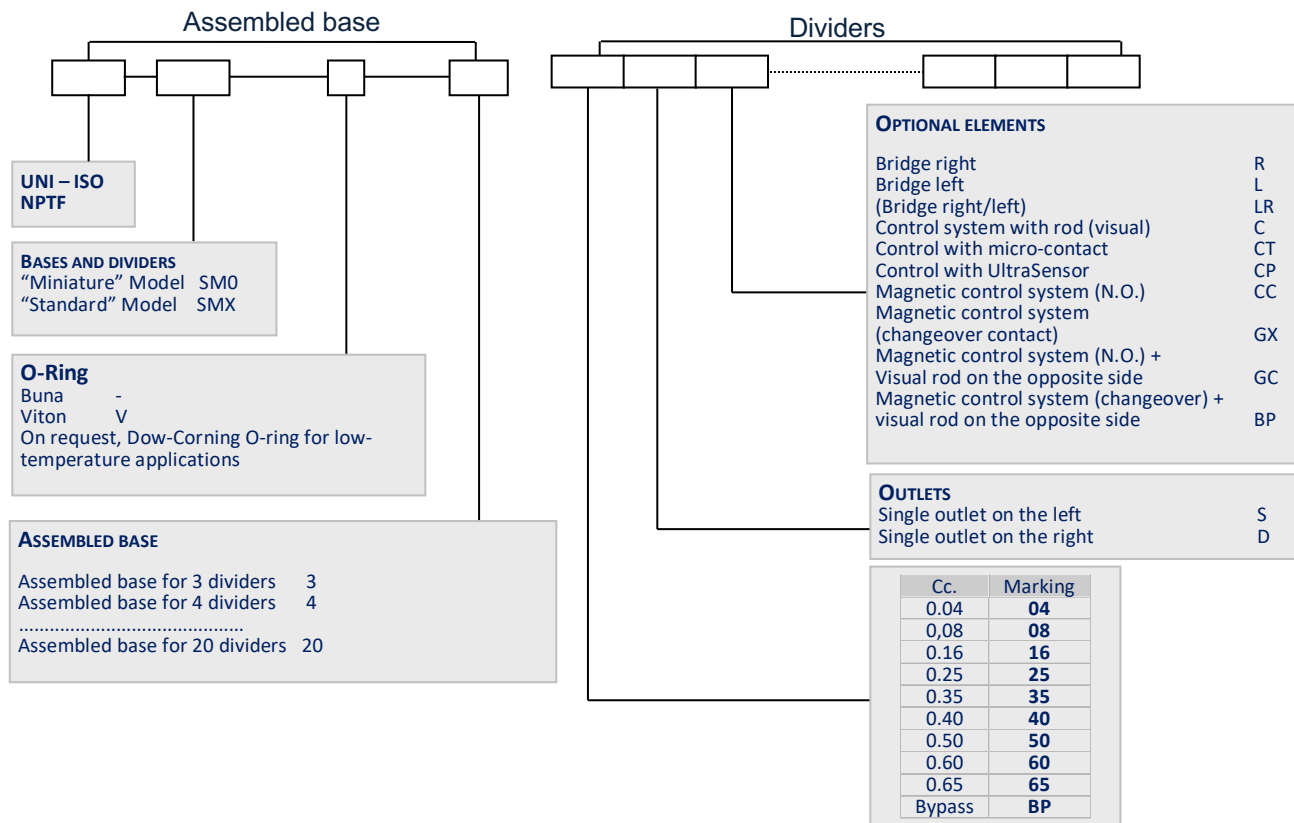 Assembled base
Dividers
UNI – ISO
NPTF
BASES AND DIVIDERS
“Miniature” Model SM0
“Standard” Model SMX
O-Ring
Buna -
Viton V
On request, Dow-Corning O-ring for low-
temperature applications
ASSEMBLED BASE
Assembled base for 3 dividers 3
Assembled base for 4 dividers 4
............................................
Assembled base for 20 dividers 20
OPTIONAL ELEMENTS
Bridge right R
Bridge left L
(Bridge right/left) LR
Control system with rod (visual) C
Control with micro-contact CT
Control with UltraSensor CP
Magnetic control system (N.O.) CC
Magnetic control system
(changeover contact) GX
Magnetic control system (N.O.) +
Visual rod on the opposite side GC
Magnetic control system (changeover) +
visual rod on the opposite side BP
OUTLETS
Single outlet on the left S
Single outlet on the right D
Cc. Marking
0.04 04
0,08 08
0.16 16
0.25 25
0.35 35
0.40 40
0.50 50
0.60 60
0.65 65
Bypass BP